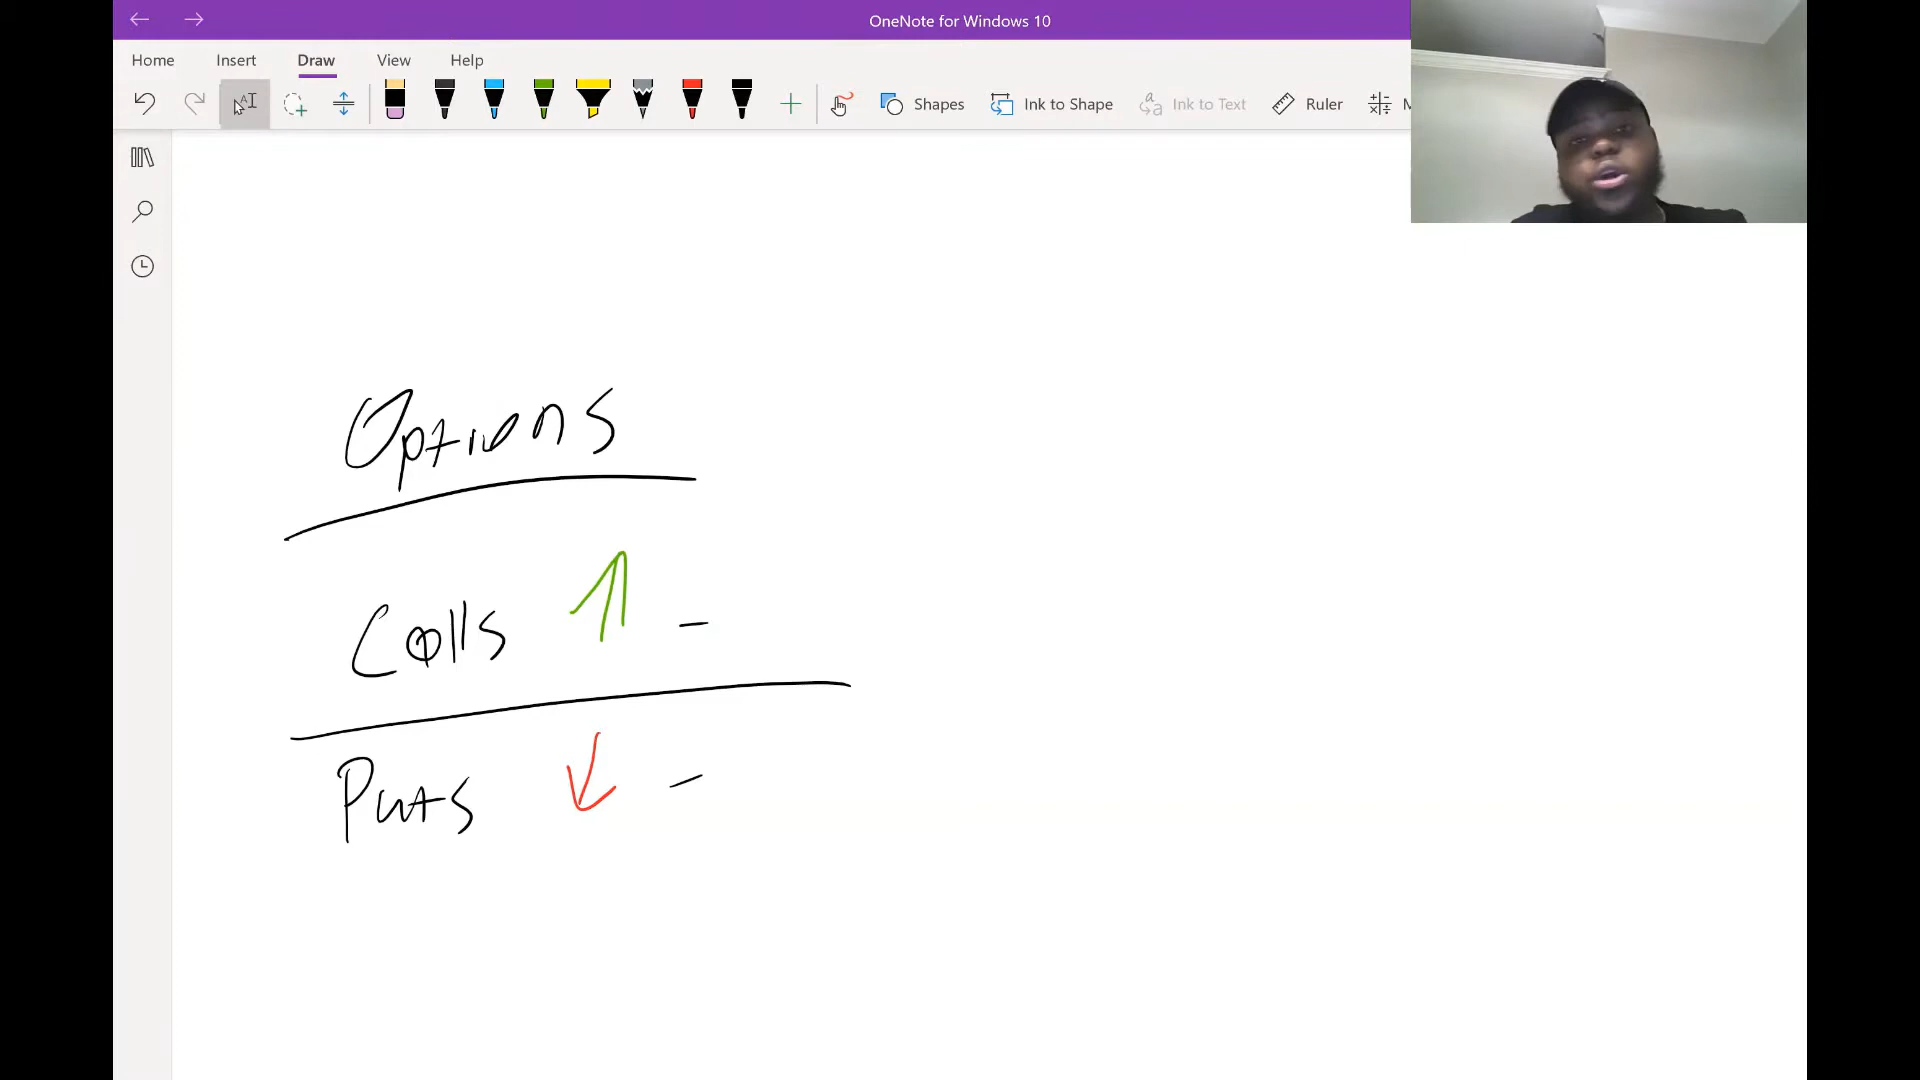 OneNote for Windows 10
Home Insert Draw View Help
Shapes Ink to Shape Ink to Text Ruler M
Options
Calls -
Puts -